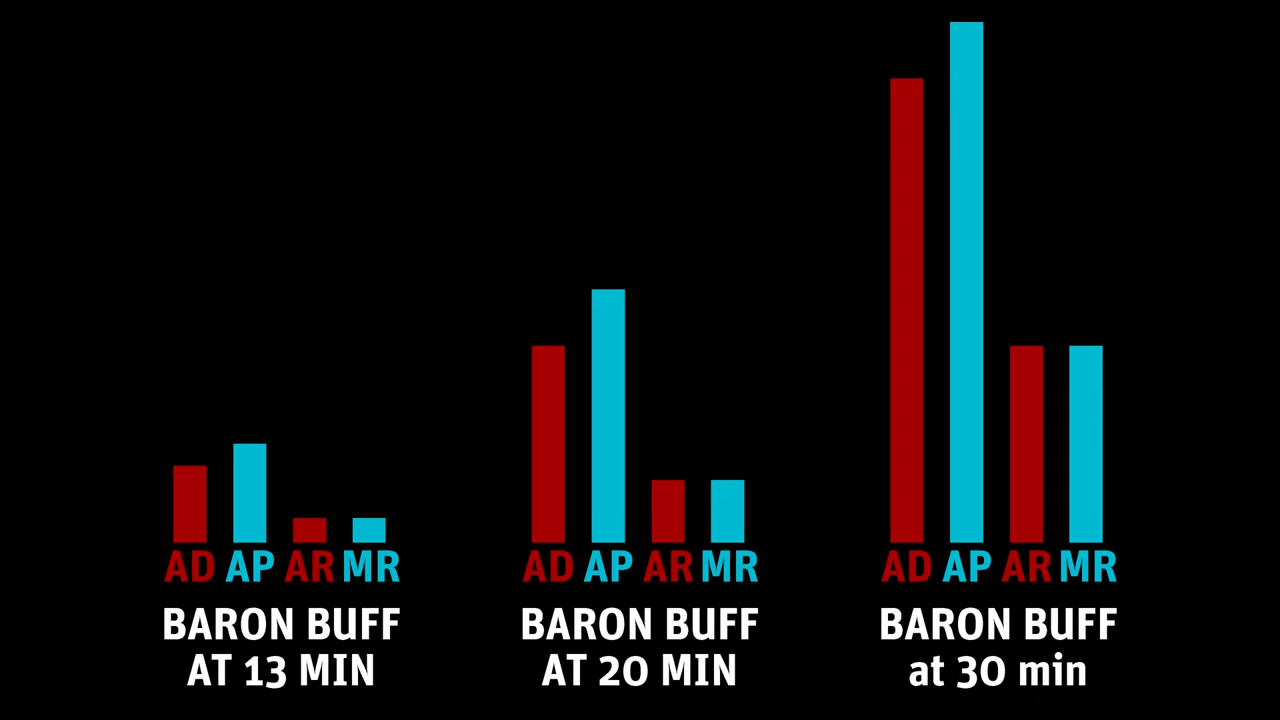 AD AP AR MR
BARON BUFF
AT 13 MIN
AD AP AR MR
BARON BUFF
AT 20 MIN
AD AP AR MR
BARON BUFF
at 30 min